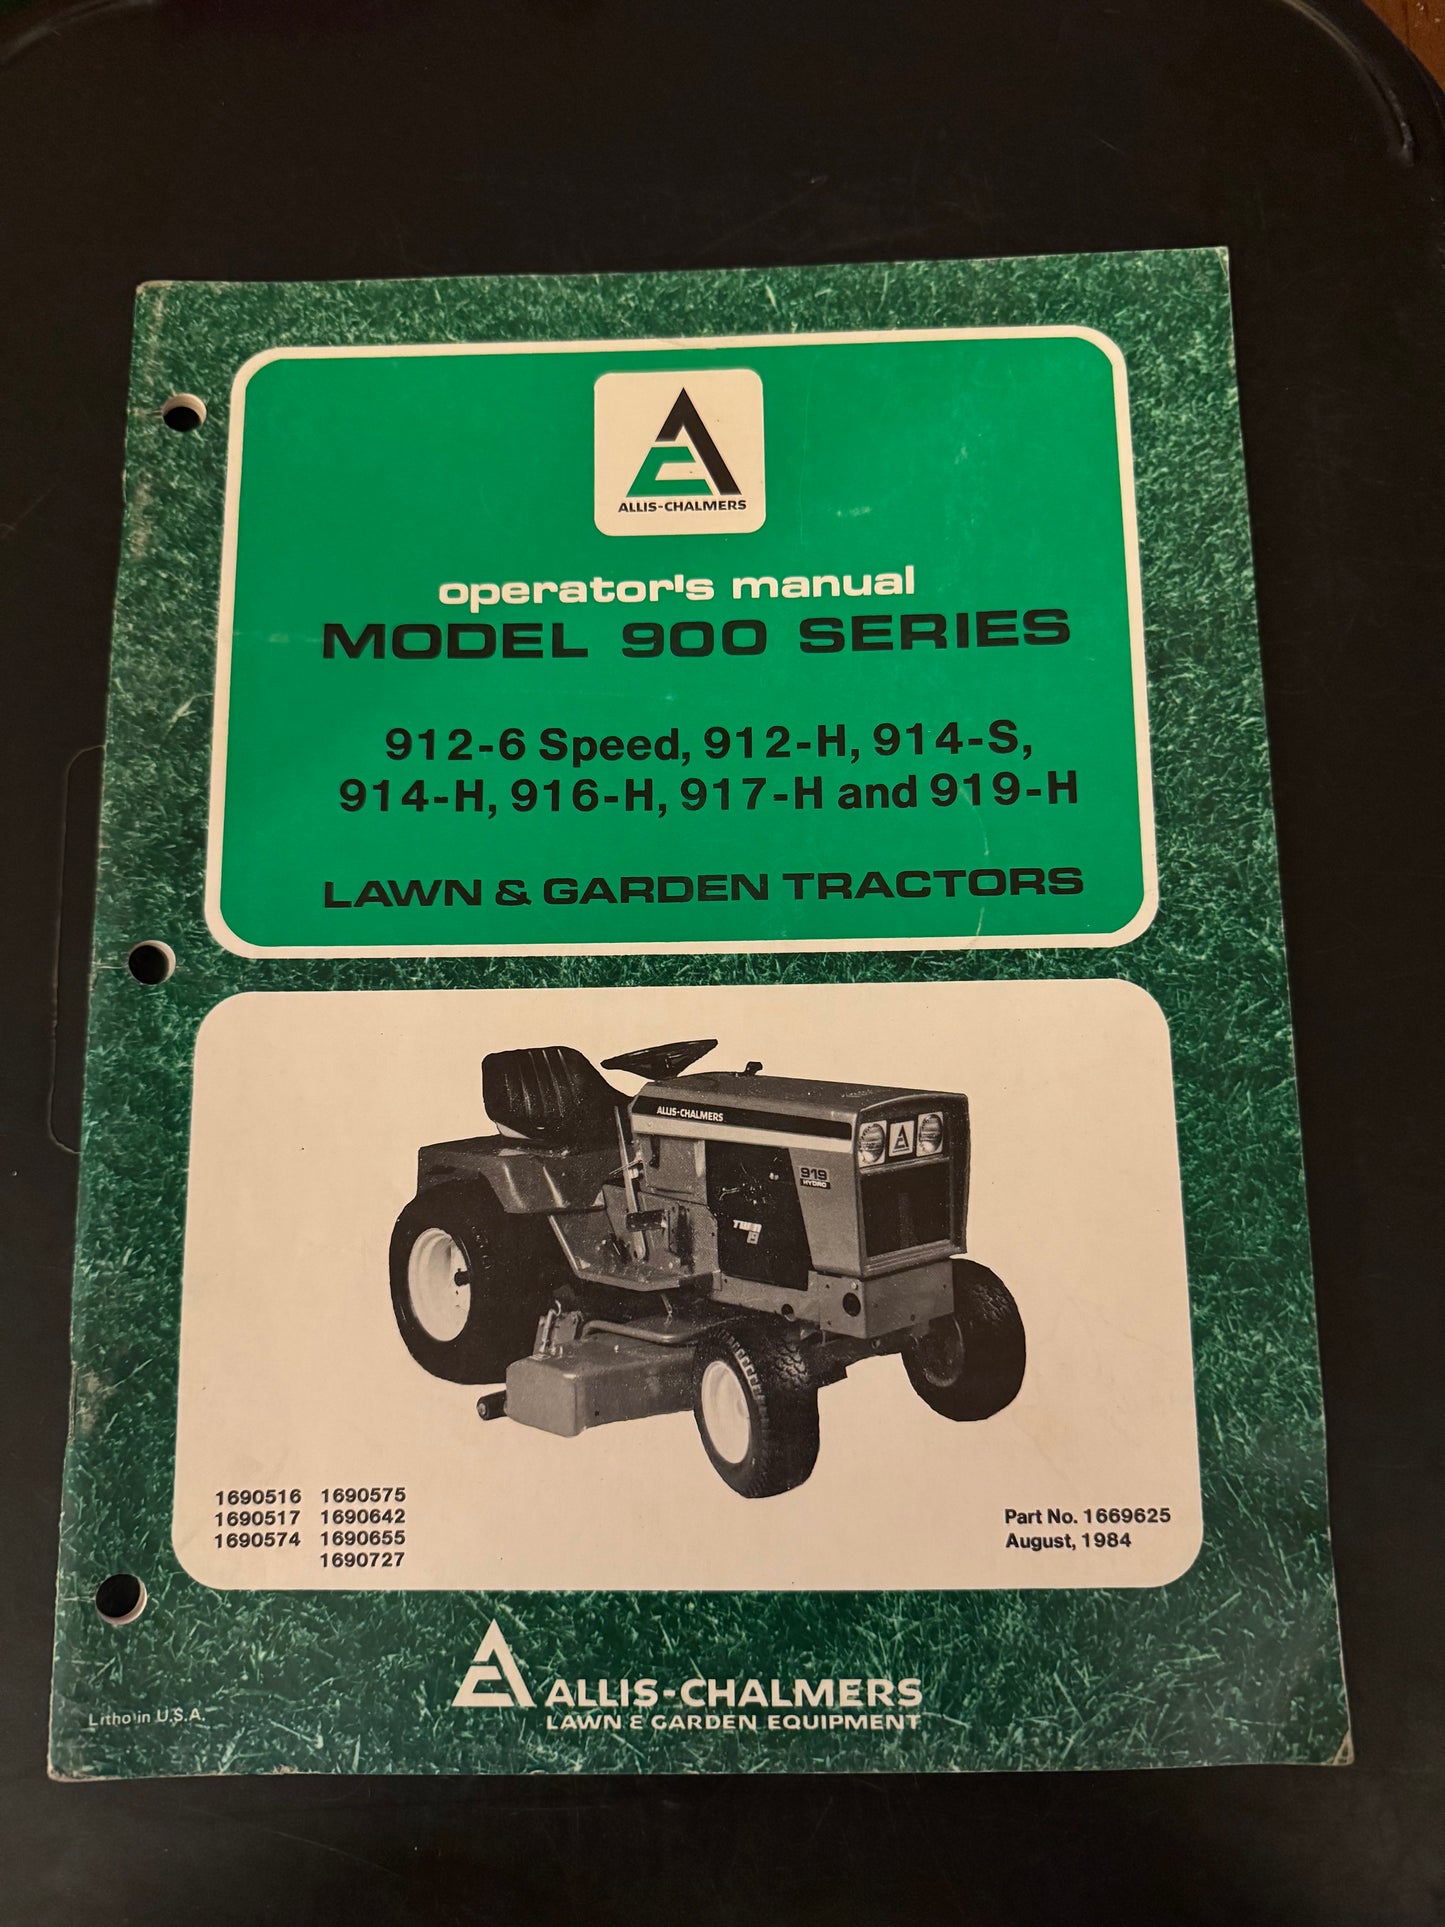 ALLIS-CHALMERS
operator's manual
MODEL 900 SERIES
912-6 Speed, 912-H, 914-S,
914-H, 916-H, 917-H and 919-H
LAWN & GARDEN TRACTORS
ALLIS-CHALMERS
919
HYDRO
TWIN
1690516 1690575
1690517 1690642
1690574 1690655
1690727
Part No. 1669625
August, 1984
ALLIS-CHALMERS
LAWN & GARDEN EQUIPMENT
Litho in U.S.A.